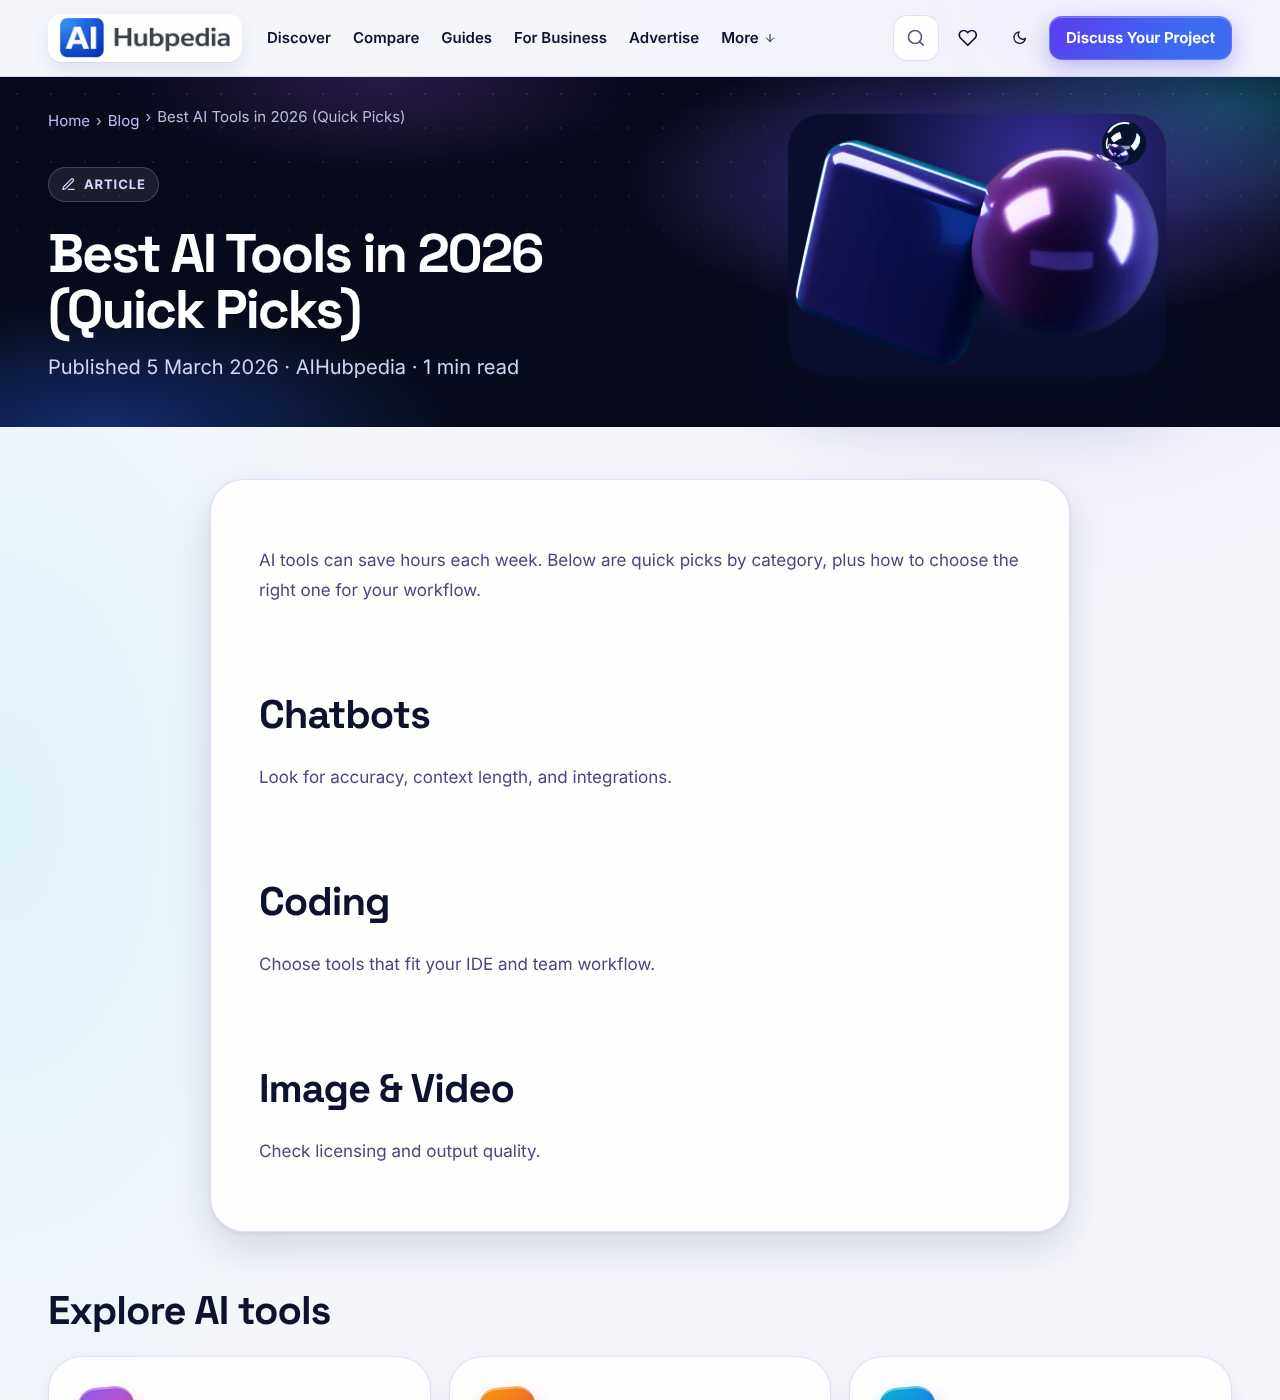 AI Hubpedia
Discover Compare Guides For Business Advertise More ↓
Discuss Your Project
Home › Blog › Best AI Tools in 2026 (Quick Picks)
ARTICLE
Best AI Tools in 2026
(Quick Picks)
Published 5 March 2026 · AIHubpedia · 1 min read
AI tools can save hours each week. Below are quick picks by category, plus how to choose the
right one for your workflow.
Chatbots
Look for accuracy, context length, and integrations.
Coding
Choose tools that fit your IDE and team workflow.
Image & Video
Check licensing and output quality.
Explore AI tools